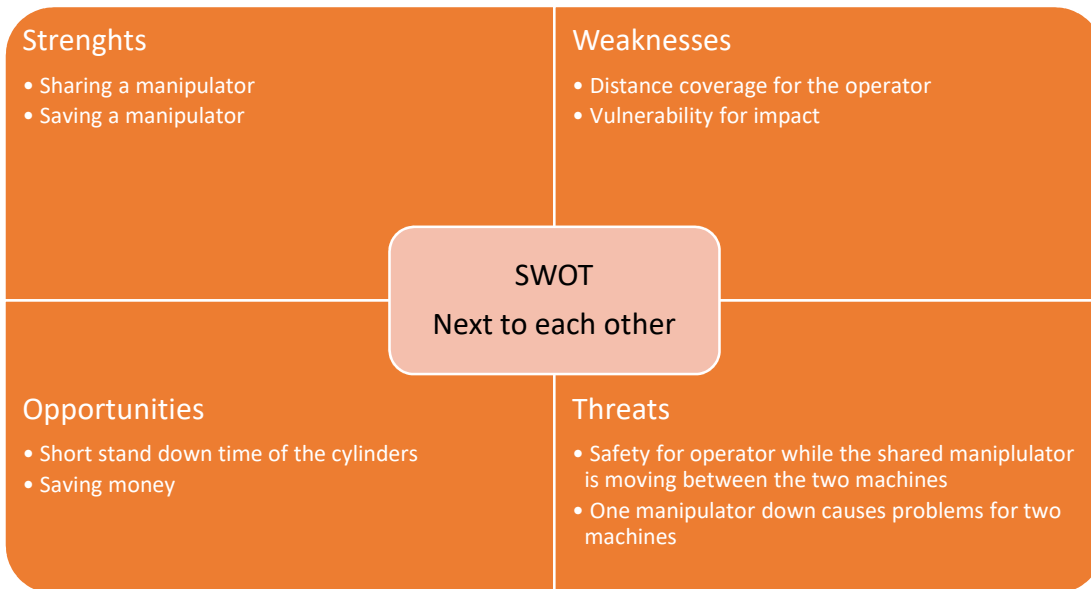 Strenghts
• Sharing a manipulator
• Saving a manipulator
Weaknesses
• Distance coverage for the operator
• Vulnerability for impact
SWOT
Next to each other
Opportunities
• Short stand down time of the cylinders
• Saving money
Threats
• Safety for operator while the shared maniplulator
is moving between the two machines
• One manipulator down causes problems for two
machines